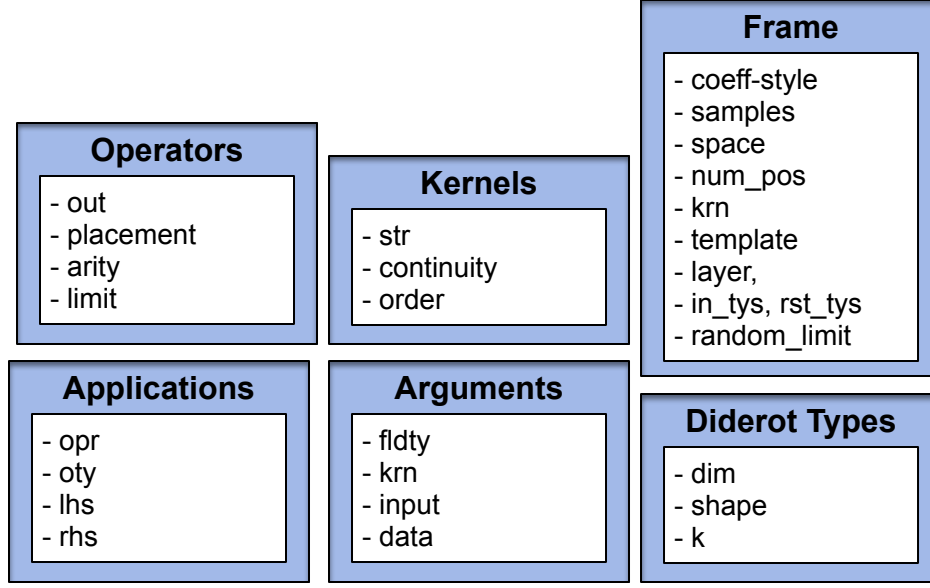 Frame
- coeff-style
- samples
- space
- num_pos
- krn
- template
- layer,
- in_tys, rst_tys
- random_limit
Operators
- out
- placement
- arity
- limit
Kernels
- str
- continuity
- order
Applications
- opr
- oty
- lhs
- rhs
Arguments
- fldty
- krn
- input
- data
Diderot Types
- dim
- shape
- k